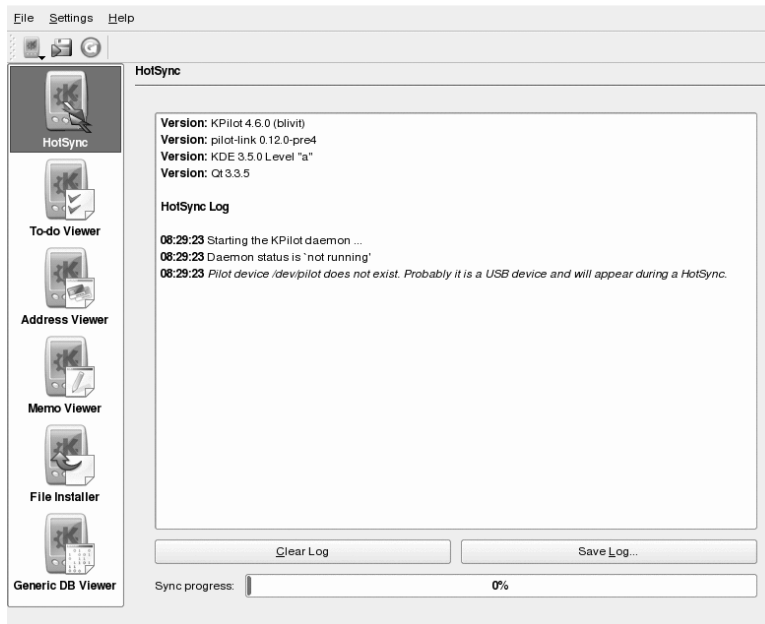 File Settings Help
HotSync
HotSync
To-do Viewer
Address Viewer
Memo Viewer
File Installer
Generic DB Viewer
Version: KPilot 4.6.0 (blivit)
Version: pilot-link 0.12.0-pre4
Version: KDE 3.5.0 Level "a"
Version: Qt 3.3.5
HotSync Log
08:29:23 Starting the KPilot daemon ...
08:29:23 Daemon status is `not running'
08:29:23 Pilot device /dev/pilot does not exist. Probably it is a USB device and will appear during a HotSync.
Clear Log
Save Log...
Sync progress: 0%